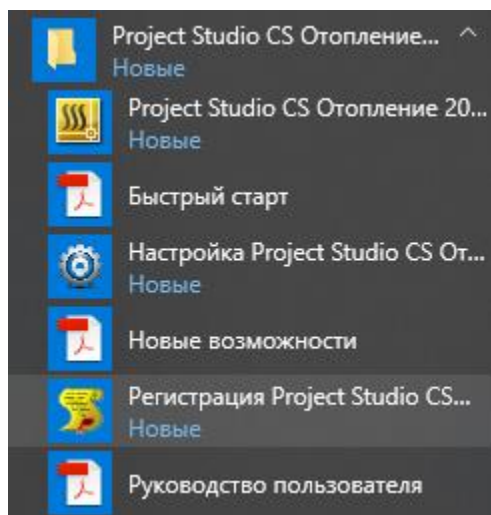 Project Studio CS Отопление...
Новые
Project Studio CS Отопление 20...
Новые
Быстрый старт
Настройка Project Studio CS От...
Новые
Новые возможности
Регистрация Project Studio CS...
Новые
Руководство пользователя